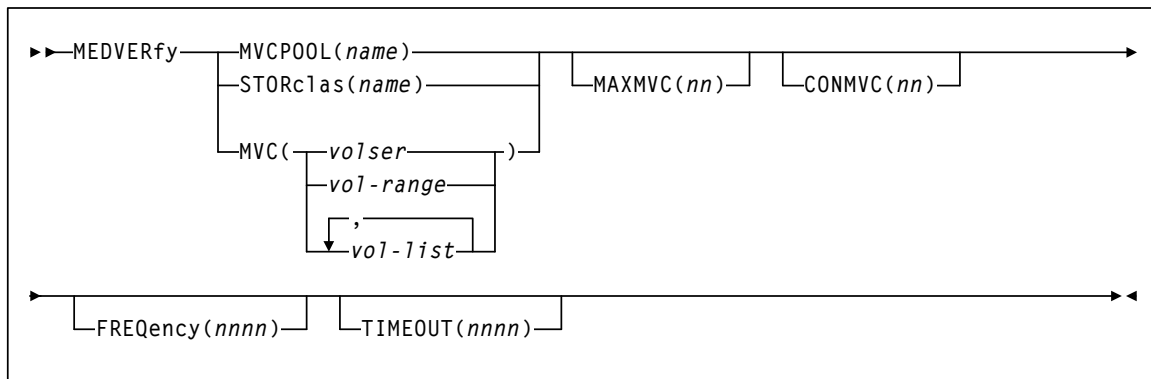 MEDVERfy MVCPOOL(name)
STORclas(name) MAXMVC(nn) CONMVC(nn)
MVC( volser )
vol-range
,
vol-list
FREQency(nnnn) TIMEOUT(nnnn)